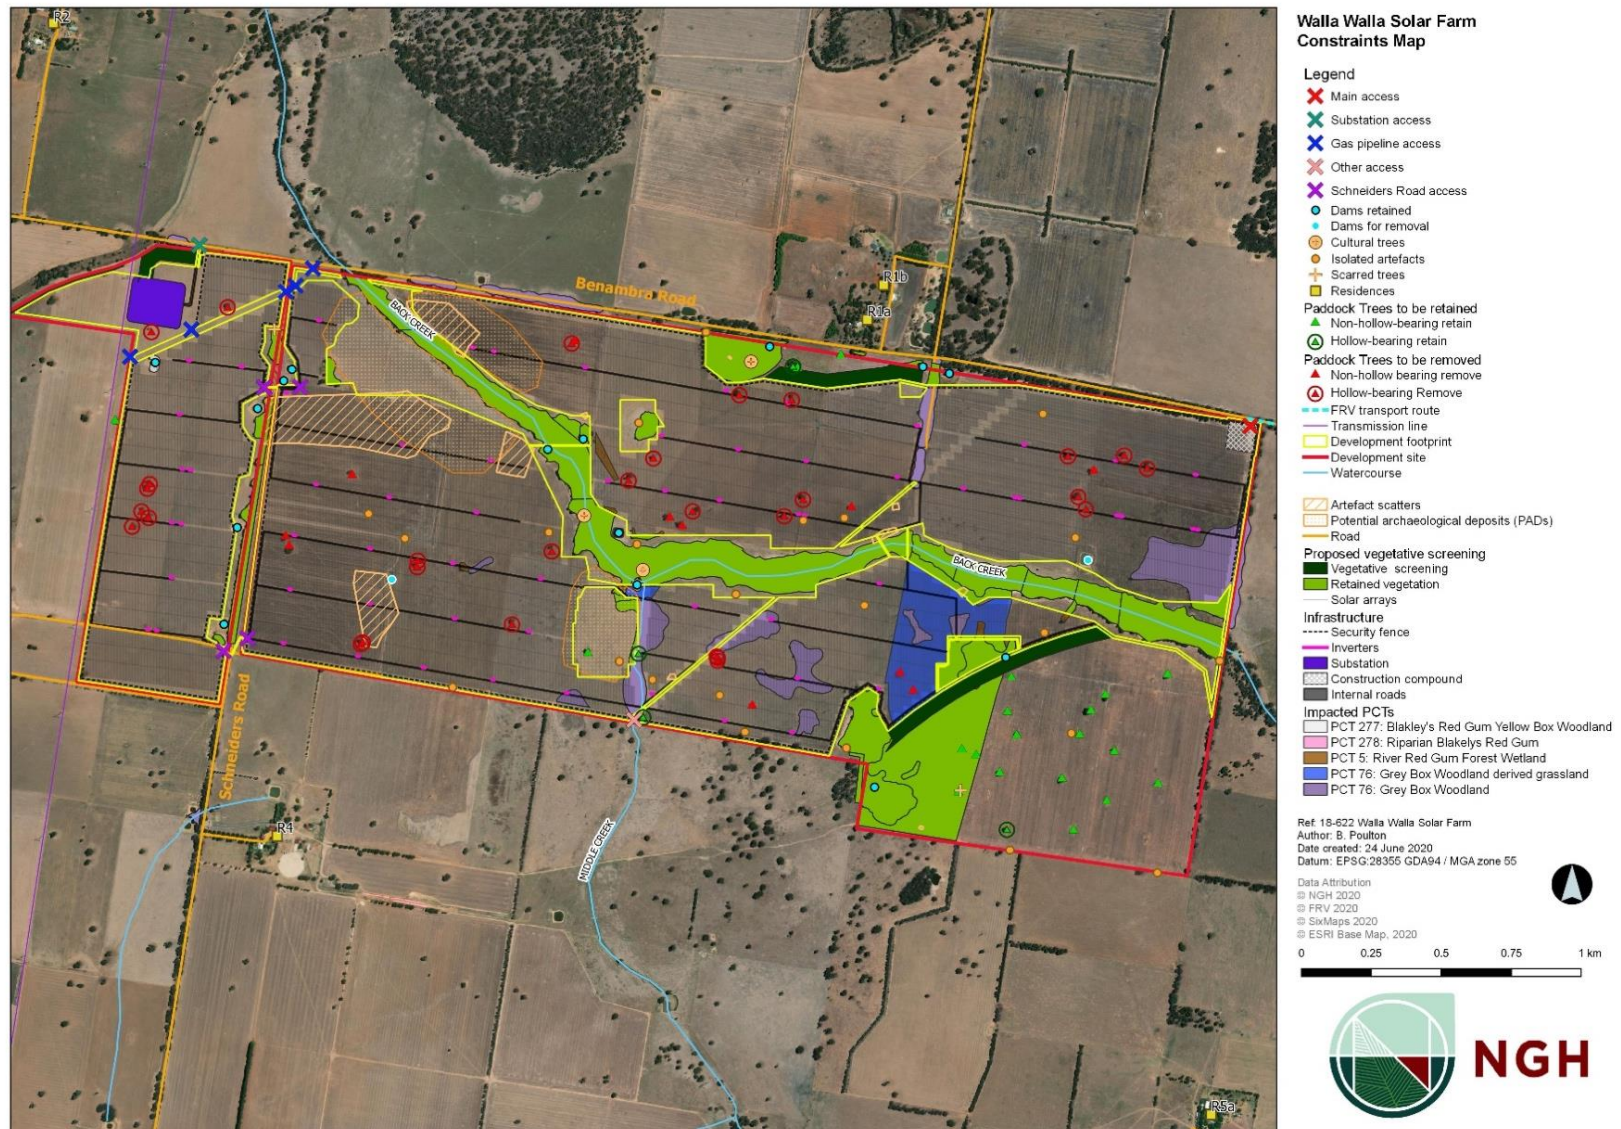 Walla Walla Solar Farm
Constraints Map
Legend
Main access
Substation access
Gas pipeline access
Other access
Schneiders Road access
Dams retained
Dams for removal
Cultural trees
Isolated artefacts
Scarred trees
Residences
Paddock Trees to be retained
Non-hollow-bearing retain
Hollow-bearing retain
Paddock Trees to be removed
Non-hollow bearing remove
Hollow-bearing Remove
FRV transport route
Transmission line
Development footprint
Development site
Watercourse
Artefact scatters
Potential archaeological deposits (PADs)
Road
Proposed vegetative screening
Vegetative screening
Retained vegetation
Solar arrays
Infrastructure
Security fence
Inverters
Substation
Construction compound
Internal roads
Impacted PCTs
PCT 277: Blakley's Red Gum Yellow Box Woodland
PCT 278: Riparian Blakelys Red Gum
PCT 5: River Red Gum Forest Wetland
PCT 76: Grey Box Woodland derived grassland
PCT 76: Grey Box Woodland
Ref: 18-622 Walla Walla Solar Farm
Author: B. Poulton
Date created: 24 June 2020
Datum: EPSG:28355 GDA94 / MGA zone 55
Data Attribution
© NGH 2020
© FRV 2020
© SixMaps 2020
© ESRI Base Map, 2020
0 0.25 0.5 0.75 1 km
NGH
R2
Benambra Road
R1b
R1a
BACK CREEK
BACK CREEK
Schneiders Road
R4
MIDDLE CREEK
R5a